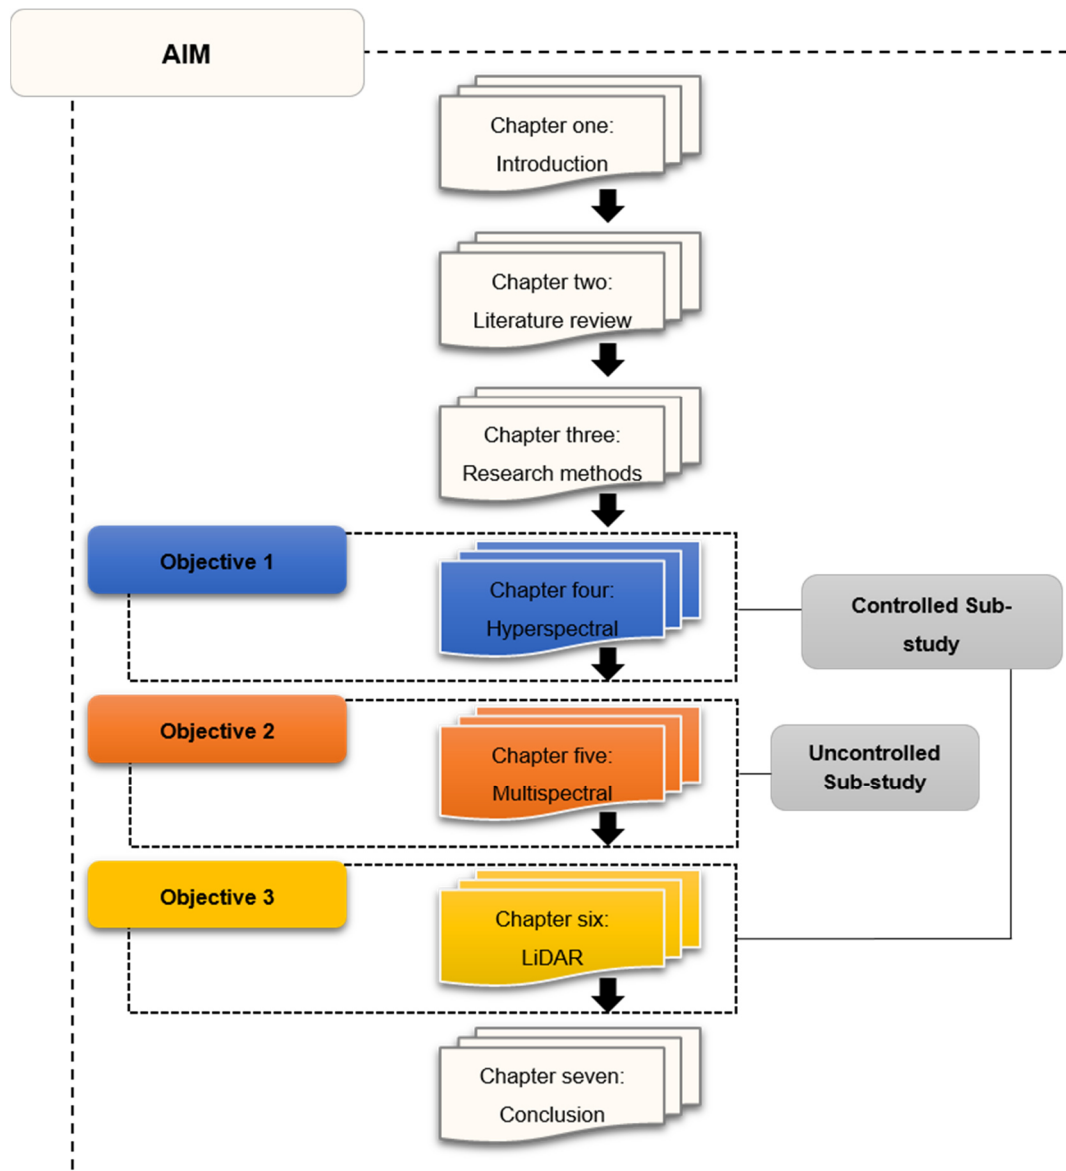 AIM
Chapter one:
Introduction
Chapter two:
Literature review
Chapter three:
Research methods
Objective 1
Chapter four:
Hyperspectral
Controlled Sub-
study
Objective 2
Chapter five:
Multispectral
Uncontrolled
Sub-study
Objective 3
Chapter six:
LiDAR
Chapter seven:
Conclusion